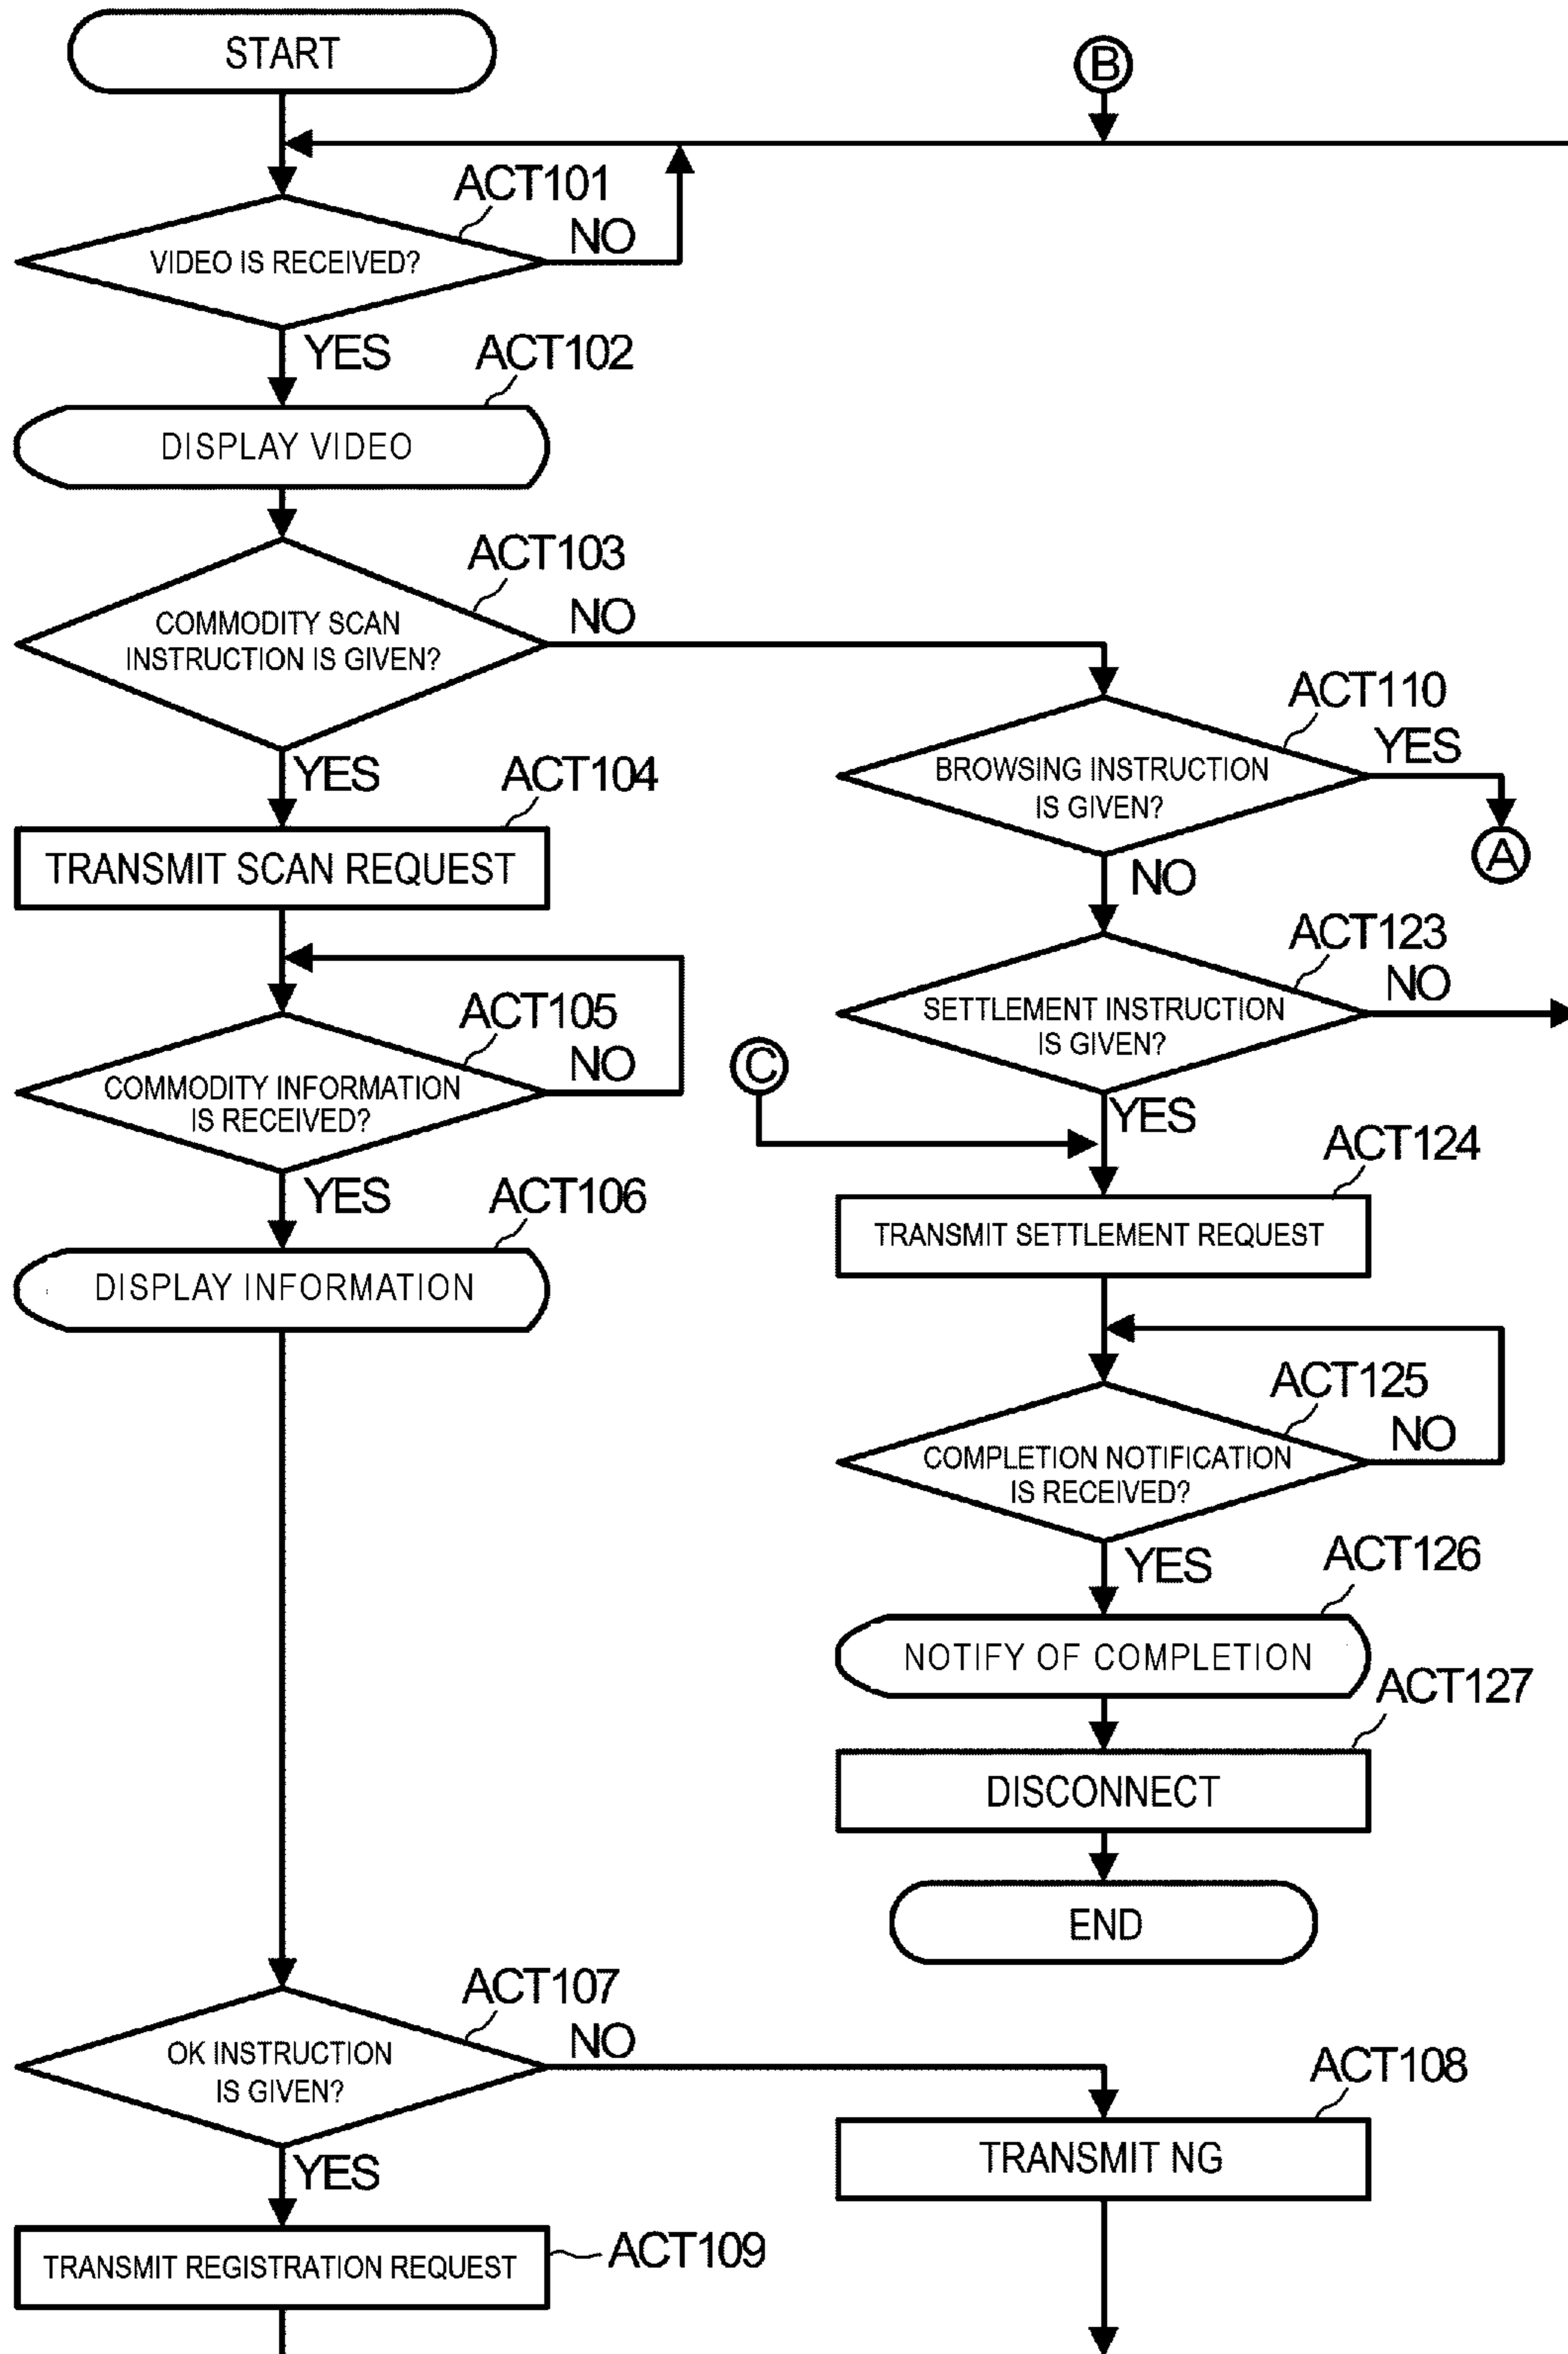 START
B
ACT101
NO
VIDEO IS RECEIVED?
YES
ACT102
DISPLAY VIDEO
ACT103
NO
COMMODITY SCAN
INSTRUCTION IS GIVEN?
YES
ACT110
YES
BROWSING INSTRUCTION
IS GIVEN?
A
NO
ACT104
TRANSMIT SCAN REQUEST
ACT123
NO
SETTLEMENT INSTRUCTION
IS GIVEN?
YES
C
ACT105
NO
COMMODITY INFORMATION
IS RECEIVED?
YES
ACT124
TRANSMIT SETTLEMENT REQUEST
ACT106
DISPLAY INFORMATION
ACT125
NO
COMPLETION NOTIFICATION
IS RECEIVED?
YES
ACT126
NOTIFY OF COMPLETION
ACT127
DISCONNECT
END
ACT107
NO
OK INSTRUCTION
IS GIVEN?
YES
ACT108
TRANSMIT NG
TRANSMIT REGISTRATION REQUEST
ACT109